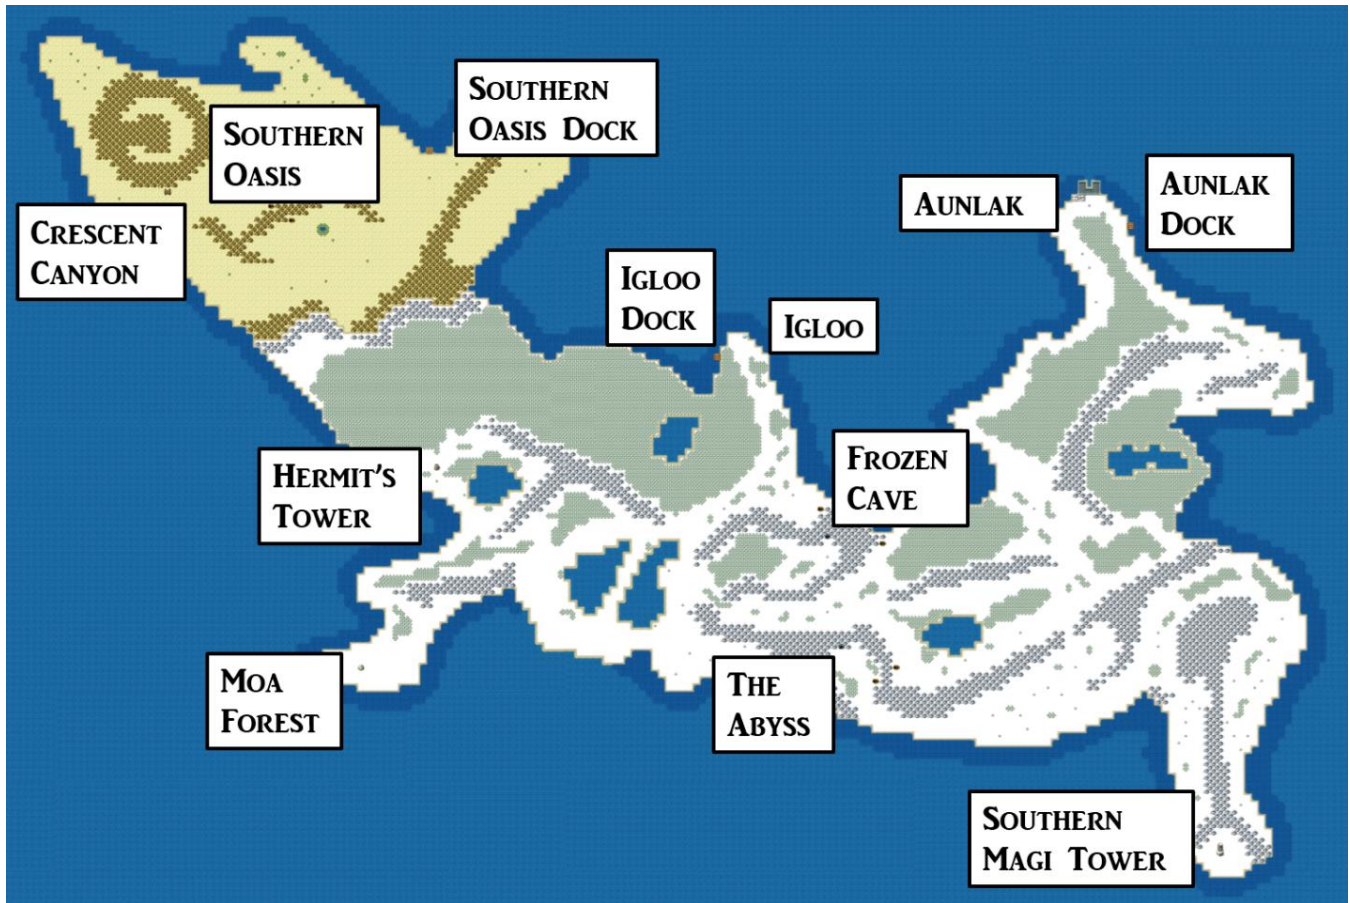 Southern
Oasis
Southern
Oasis Dock
Crescent
Canyon
Aunlak
Aunlak
Dock
Igloo
Dock
Igloo
Hermit's
Tower
Frozen
Cave
Moa
Forest
The
Abyss
Southern
Magi Tower